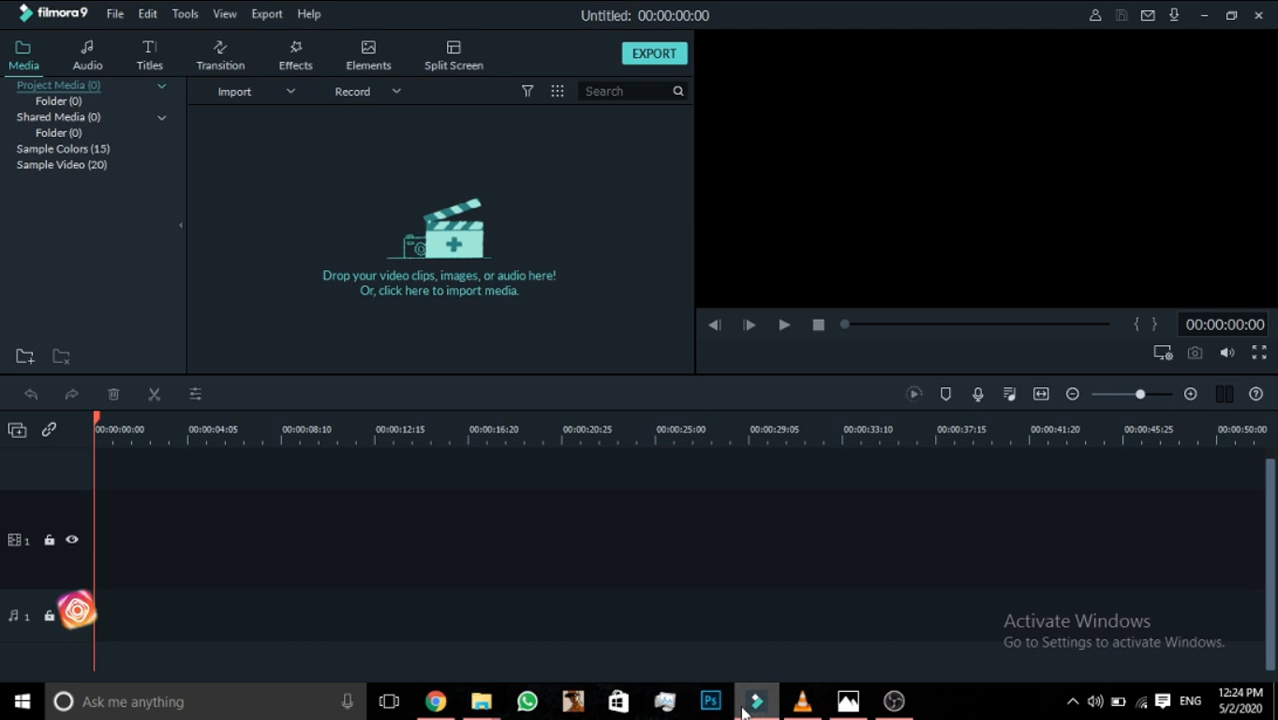 filmora9 File Edit Tools View Export Help Untitled: 00:00:00:00
Media Audio Titles Transition Effects Elements Split Screen EXPORT
Project Media (0)
Folder (0)
Shared Media (0)
Folder (0)
Sample Colors (15)
Sample Video (20)
Import Record Search
Drop your video clips, images, or audio here!
Or, click here to import media.
{ } 00:00:00:00
00:00:00:00 00:00:04:05 00:00:08:10 00:00:12:15 00:00:16:20 00:00:20:25 00:00:25:00 00:00:29:05 00:00:33:10 00:00:37:15 00:00:41:20 00:00:45:25 00:00:50:00
1
1
Activate Windows
Go to Settings to activate Windows.
Ask me anything Ps ENG 12:24 PM
5/2/2020